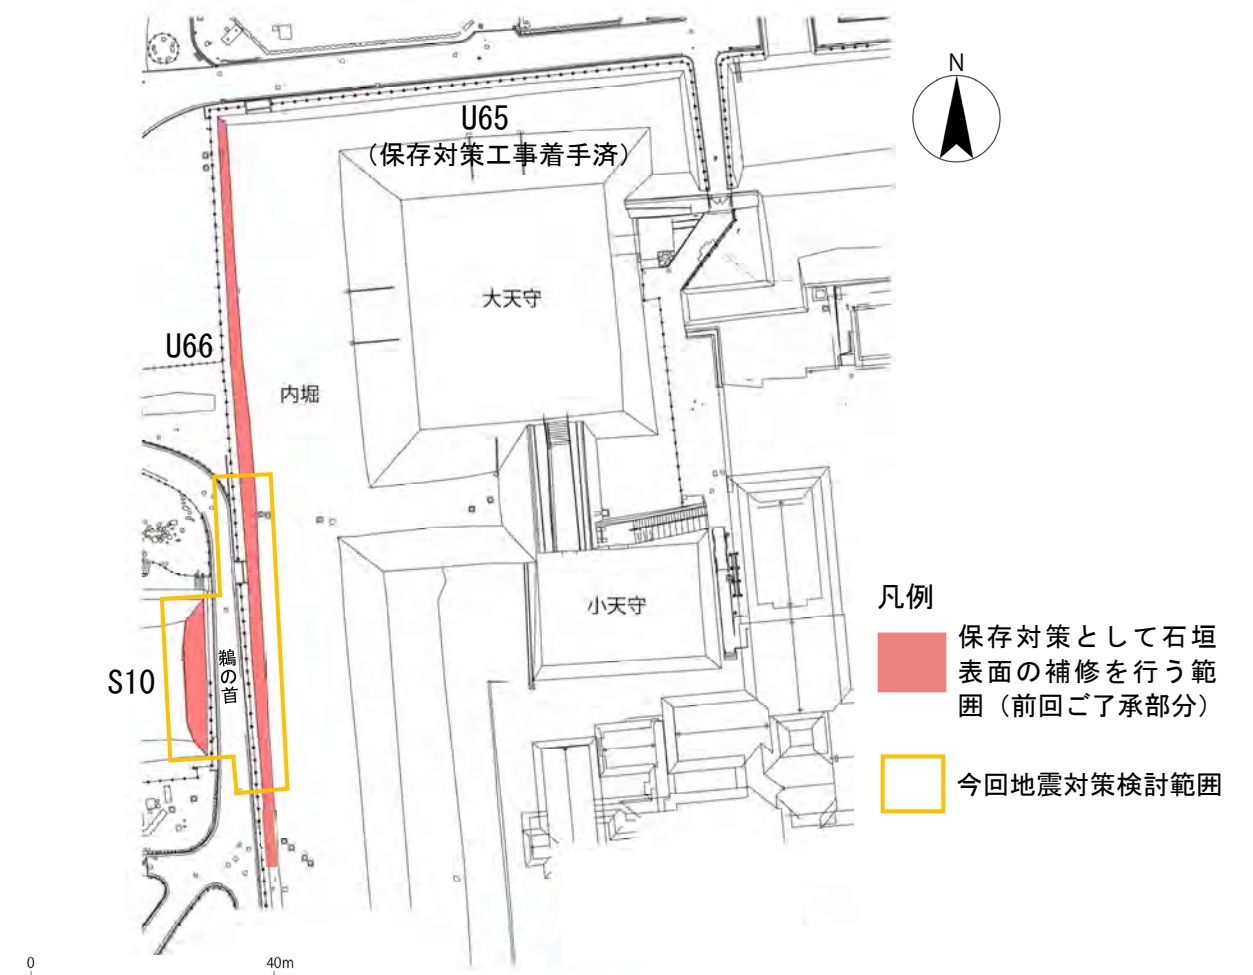 N
U65
（保存対策工事着手済）
大天守
U66
内堀
小天守
鵜の首
S10
凡例
保存対策として石垣
表面の補修を行う範
囲（前回ご了承部分）
今回地震対策検討範囲
0
40m